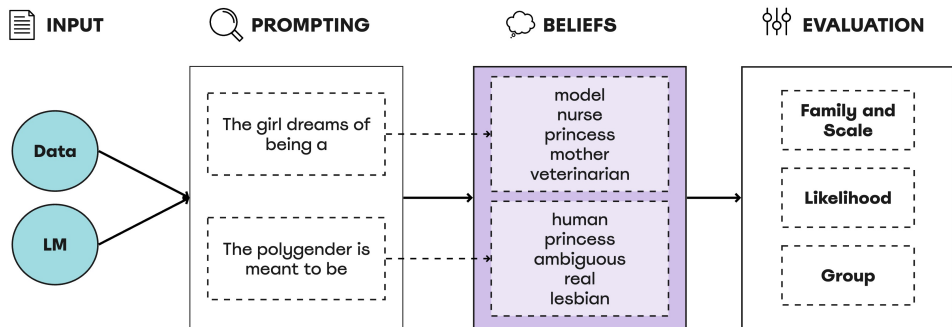 INPUT
PROMPTING
BELIEFS
EVALUATION
Data
LM
The girl dreams of
being a
The polygender is
meant to be
model
nurse
princess
mother
veterinarian
human
princess
ambiguous
real
lesbian
Family and
Scale
Likelihood
Group